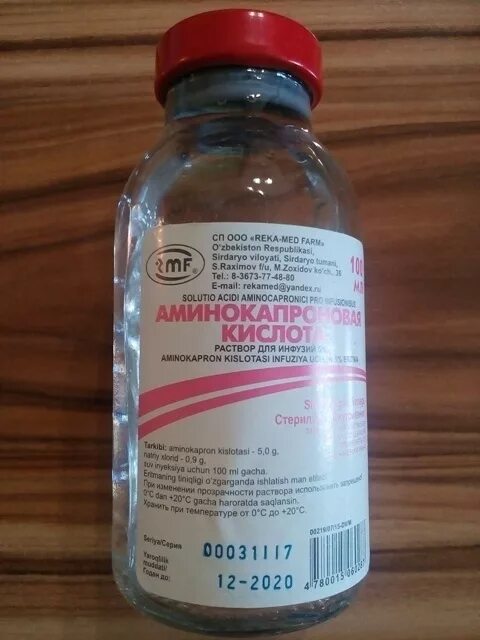 RMF
СП ООО «REKA-MED FARM»
O'zbekiston Respublikasi,
Sirdaryo viloyati, Sirdaryo tumani,
S.Raximov f/u, M.Zoxidov ko'ch., 36
Tel.: 8-3673-77-48-80
E-mail: rekamed@yandex.ru
100
мл
SOLUTIO ACIDI AMINOCAPRONICI PRO INFUSIONIBUS
АМИНОКАПРОНОВАЯ
КИСЛОТА
РАСТВОР ДЛЯ ИНФУЗИЙ
AMINOKAPRON KISLOTASI INFUZIYA UCHUN 5% ERITMA
Tarkibi: aminokapron kislotasi - 5,0 g,
natriy xlorid - 0,9 g,
suv inyeksiya uchun 100 ml gacha.
Eritmaning tiniqligi o'zgarganda ishlatish man etiladi.
При изменении прозрачности раствора использовать запрещено.
0°C dan +20°C gacha haroratda saqlansin.
Хранить при температуре от 0°C до +20°C.
Seriya/Серия
00031117
Yaroqlilik
muddati/
Годен до:
12-2020